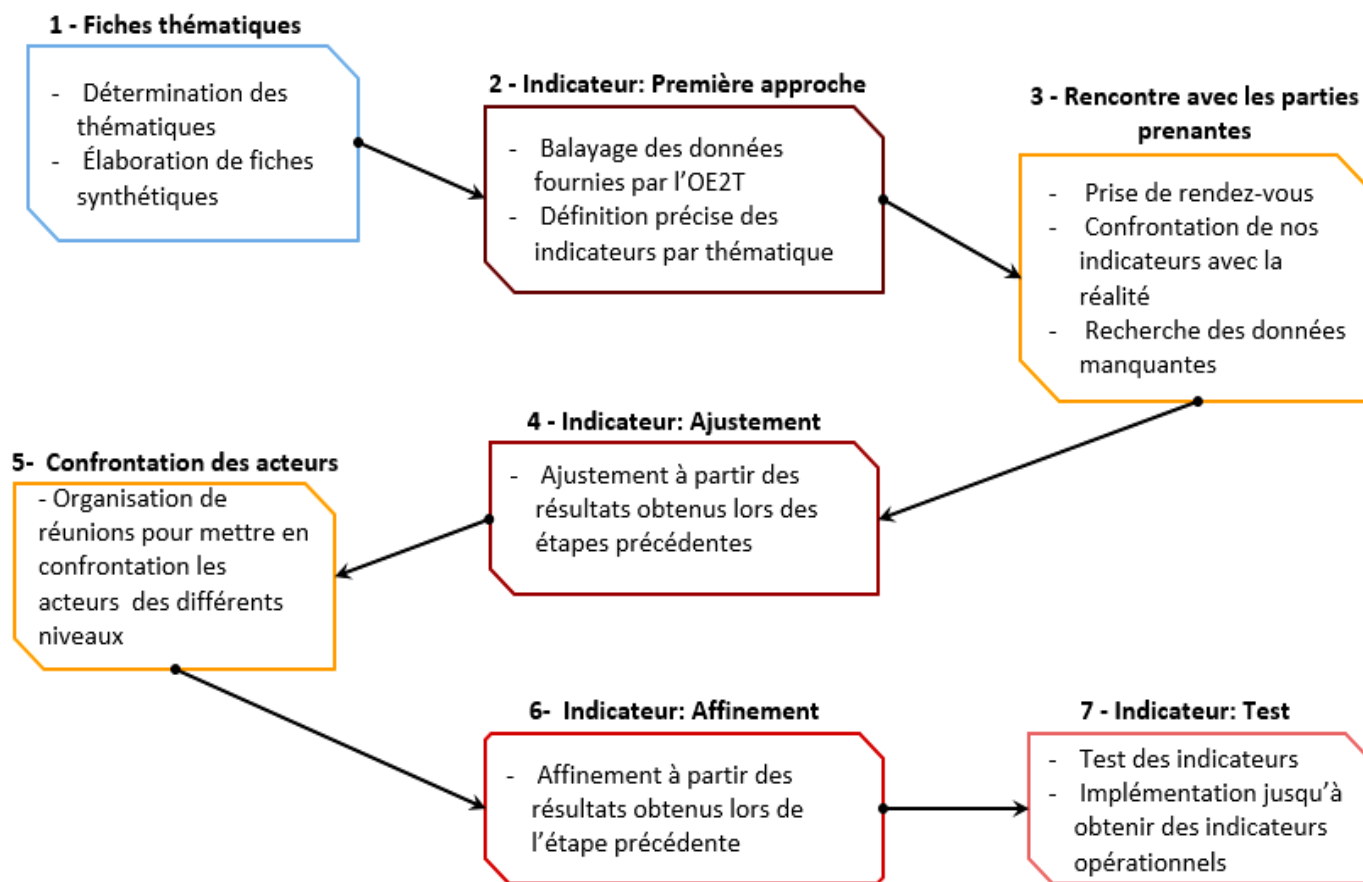 1 - Fiches thématiques
- Détermination des
thématiques
- Élaboration de fiches
synthétiques
2 - Indicateur: Première approche
- Balayage des données
fournies par l'OE2T
- Définition précise des
indicateurs par thématique
3 - Rencontre avec les parties
prenantes
- Prise de rendez-vous
- Confrontation de nos
indicateurs avec la
réalité
- Recherche des données
manquantes
4 - Indicateur: Ajustement
- Ajustement à partir des
résultats obtenus lors des
étapes précédentes
5- Confrontation des acteurs
- Organisation de
réunions pour mettre en
confrontation les
acteurs des différents
niveaux
6- Indicateur: Affinement
- Affinement à partir des
résultats obtenus lors de
l'étape précédente
7 - Indicateur: Test
- Test des indicateurs
- Implémentation jusqu'à
obtenir des indicateurs
opérationnels